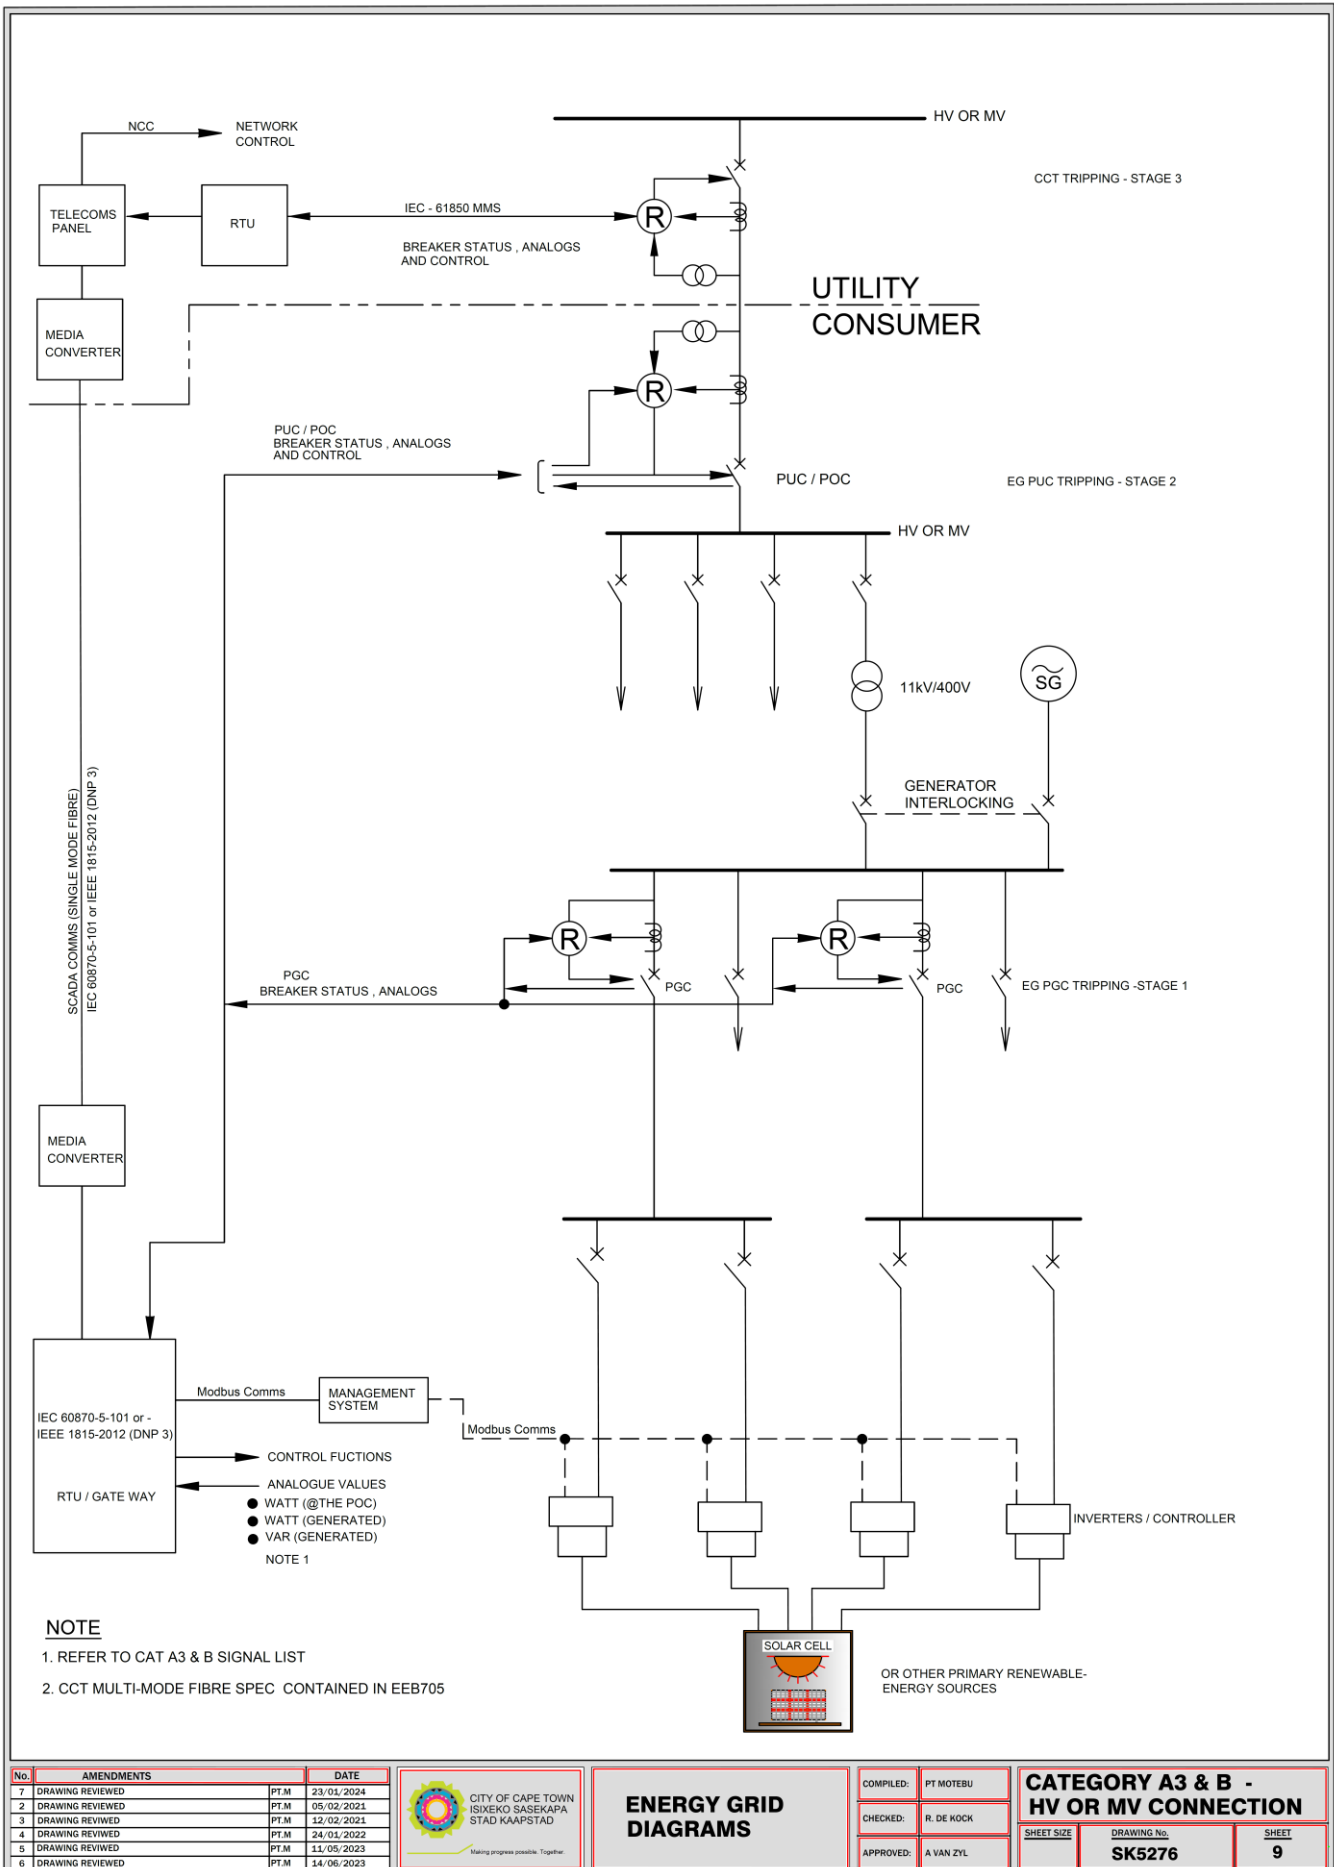 NCC
NETWORK
CONTROL
HV OR MV
CCT TRIPPING - STAGE 3
TELECOMS
PANEL
RTU
IEC - 61850 MMS
R
BREAKER STATUS , ANALOGS
AND CONTROL
UTILITY
CONSUMER
MEDIA
CONVERTER
R
PUC / POC
BREAKER STATUS , ANALOGS
AND CONTROL
PUC / POC
EG PUC TRIPPING - STAGE 2
HV OR MV
11kV/400V
SG
GENERATOR
INTERLOCKING
SCADA COMMS (SINGLE MODE FIBRE)
IEC 60870-5-101 or IEEE 1815-2012 (DNP 3)
R
R
PGC
BREAKER STATUS , ANALOGS
PGC
PGC
EG PGC TRIPPING -STAGE 1
MEDIA
CONVERTER
Modbus Comms
MANAGEMENT
SYSTEM
Modbus Comms
IEC 60870-5-101 or -
IEEE 1815-2012 (DNP 3)
RTU / GATE WAY
CONTROL FUCTIONS
ANALOGUE VALUES
WATT (@THE POC)
WATT (GENERATED)
VAR (GENERATED)
NOTE 1
INVERTERS / CONTROLLER
NOTE
1. REFER TO CAT A3 & B SIGNAL LIST
2. CCT MULTI-MODE FIBRE SPEC CONTAINED IN EEB705
SOLAR CELL
OR OTHER PRIMARY RENEWABLE-
ENERGY SOURCES
No. AMENDMENTS DATE
7 DRAWING REVIEWED PT.M 23/01/2024
2 DRAWING REVIEWED PT.M 05/02/2021
3 DRAWING REVIEWED PT.M 12/02/2021
4 DRAWING REVIWED PT.M 24/01/2022
5 DRAWING REVIWED PT.M 11/05/2023
6 DRAWING REVIEWED PT.M 14/06/2023
CITY OF CAPE TOWN
ISIXEKO SASEKAPA
STAD KAAPSTAD
Making progress possible. Together.
ENERGY GRID
DIAGRAMS
COMPILED: PT MOTEBU
CHECKED: R. DE KOCK
APPROVED: A VAN ZYL
CATEGORY A3 & B -
HV OR MV CONNECTION
SHEET SIZE
DRAWING No.
SK5276
SHEET
9